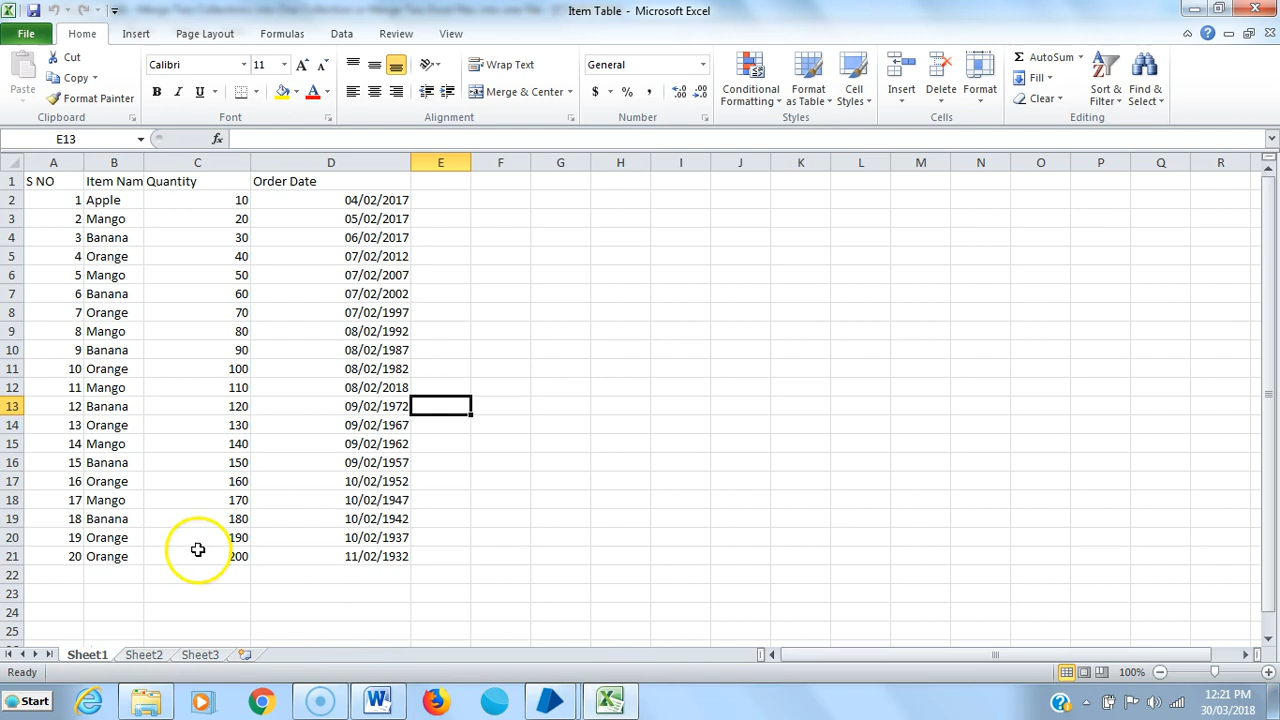 Item Table - Microsoft Excel
File Home Insert Page Layout Formulas Data Review View
Cut
Copy
Format Painter
Paste
Calibri 11
B I U A A A
Wrap Text
Merge & Center
General
$ % ,
Conditional Formatting
Format as Table
Cell Styles
Insert
Delete
Format
Σ AutoSum
Fill
Clear
Sort & Filter
Find & Select
Clipboard Font Alignment Number Styles Cells Editing
E13 fx
A B C D E F G H I J K L M N O P Q R
1 S NO Item Nam Quantity Order Date
2 1 Apple 10 04/02/2017
3 2 Mango 20 05/02/2017
4 3 Banana 30 06/02/2017
5 4 Orange 40 07/02/2012
6 5 Mango 50 07/02/2007
7 6 Banana 60 07/02/2002
8 7 Orange 70 07/02/1997
9 8 Mango 80 08/02/1992
10 9 Banana 90 08/02/1987
11 10 Orange 100 08/02/1982
12 11 Mango 110 08/02/2018
13 12 Banana 120 09/02/1972
14 13 Orange 130 09/02/1967
15 14 Mango 140 09/02/1962
16 15 Banana 150 09/02/1957
17 16 Orange 160 10/02/1952
18 17 Mango 170 10/02/1947
19 18 Banana 180 10/02/1942
20 19 Orange 190 10/02/1937
21 20 Orange 200 11/02/1932
22
23
24
25
Sheet1 Sheet2 Sheet3
Ready 100%
Start 12:21 PM
30/03/2018